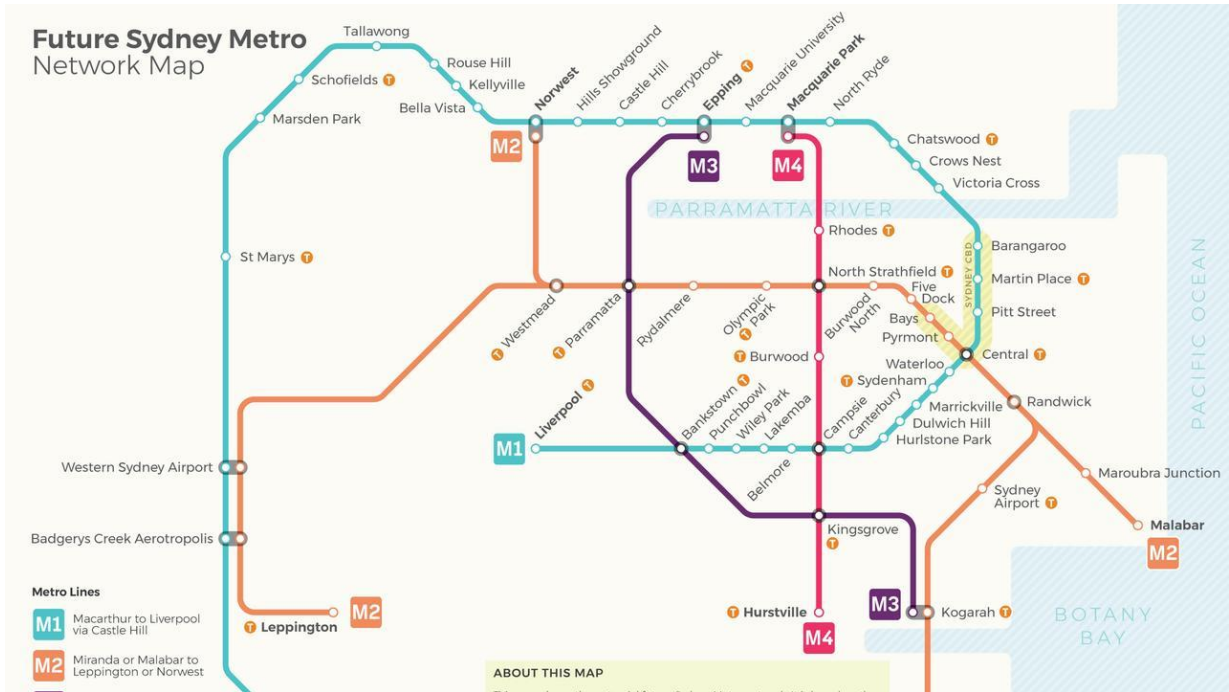 Future Sydney Metro
Network Map
Tallawong
Schofields T
Marsden Park
Rouse Hill
Kellyville
Bella Vista
Norwest
Hills Showground
Castle Hill
Cherrybrook
Epping T
Macquarie University
Macquarie Park
North Ryde
M2
M3
M4
Chatswood T
Crows Nest
Victoria Cross
PARRAMATTA RIVER
St Marys T
Rhodes T
SYDNEY CBD
Barangaroo
Martin Place T
Pitt Street
Central T
PACIFIC OCEAN
Westmead T
Parramatta T
Rydalmere
Olympic
Park T
North Strathfield T
Burwood
North
Five
Dock
Bays
Pyrmont
T Burwood
Waterloo
T Sydenham
Marrickville
Dulwich Hill
Hurlstone Park
Randwick
M1
Liverpool T
Bankstown T
Punchbowl
Wiley Park
Lakemba
Belmore
Campsie
Canterbury
Maroubra Junction
Sydney
Airport T
Malabar
M2
Western Sydney Airport
Badgerys Creek Aerotropolis
Kingsgrove
T
M2
T Leppington
T Hurstville
M4
M3
Kogarah T
BOTANY
BAY
Metro Lines
M1 Macarthur to Liverpool
via Castle Hill
M2 Miranda or Malabar to
Leppington or Norwest
ABOUT THIS MAP